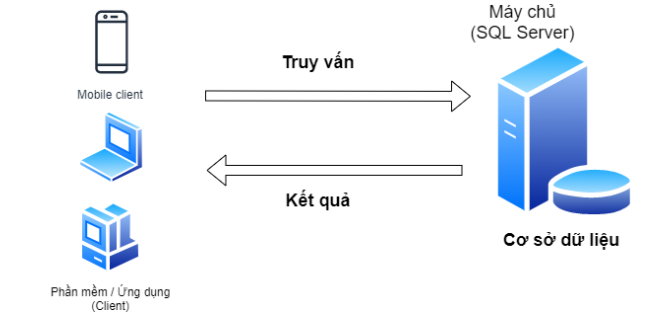 Máy chủ
(SQL Server)
Truy vấn
Mobile client
Kết quả
Cơ sở dữ liệu
Phần mềm / Ứng dụng
(Client)